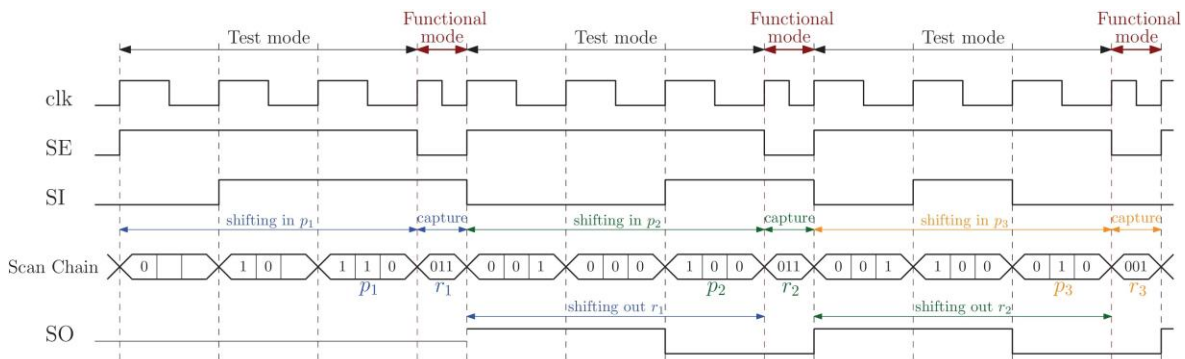 Functional Functional Functional
mode mode mode
Test mode Test mode Test mode
clk
SE
SI
shifting in p1 capture shifting in p2 capture shifting in p3 capture
Scan Chain 0 1 0 1 1 0 011 0 0 1 0 0 0 1 0 0 011 0 0 1 1 0 0 0 1 0 001
p1 r1 p2 r2 p3 r3
shifting out r1 shifting out r2
SO